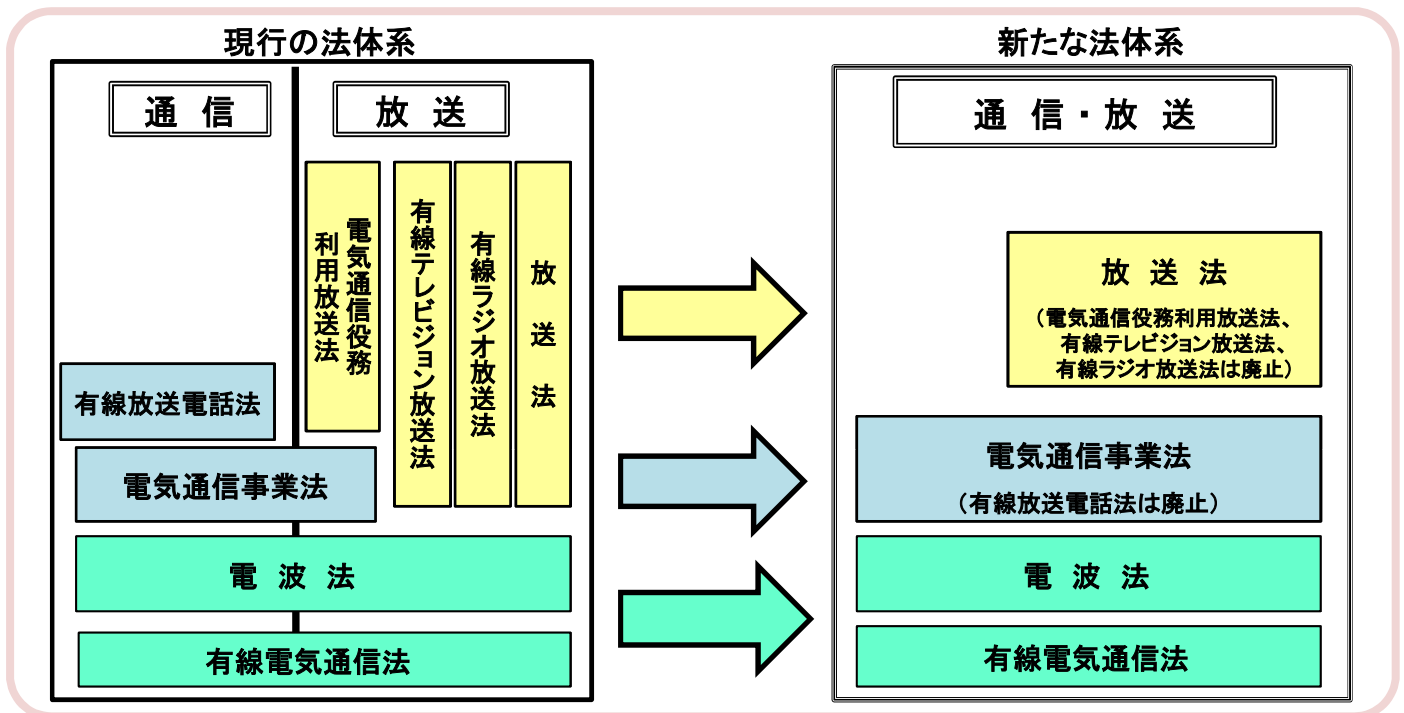 現行の法体系
通 信
放 送
電気通信役務
利用放送法
有線テレビジョン放送法
有線ラジオ放送法
放 送 法
有線放送電話法
電気通信事業法
電 波 法
有線電気通信法
新たな法体系
通 信・放 送
放 送 法
(電気通信役務利用放送法、
有線テレビジョン放送法、
有線ラジオ放送法は廃止)
電気通信事業法
(有線放送電話法は廃止)
電 波 法
有線電気通信法